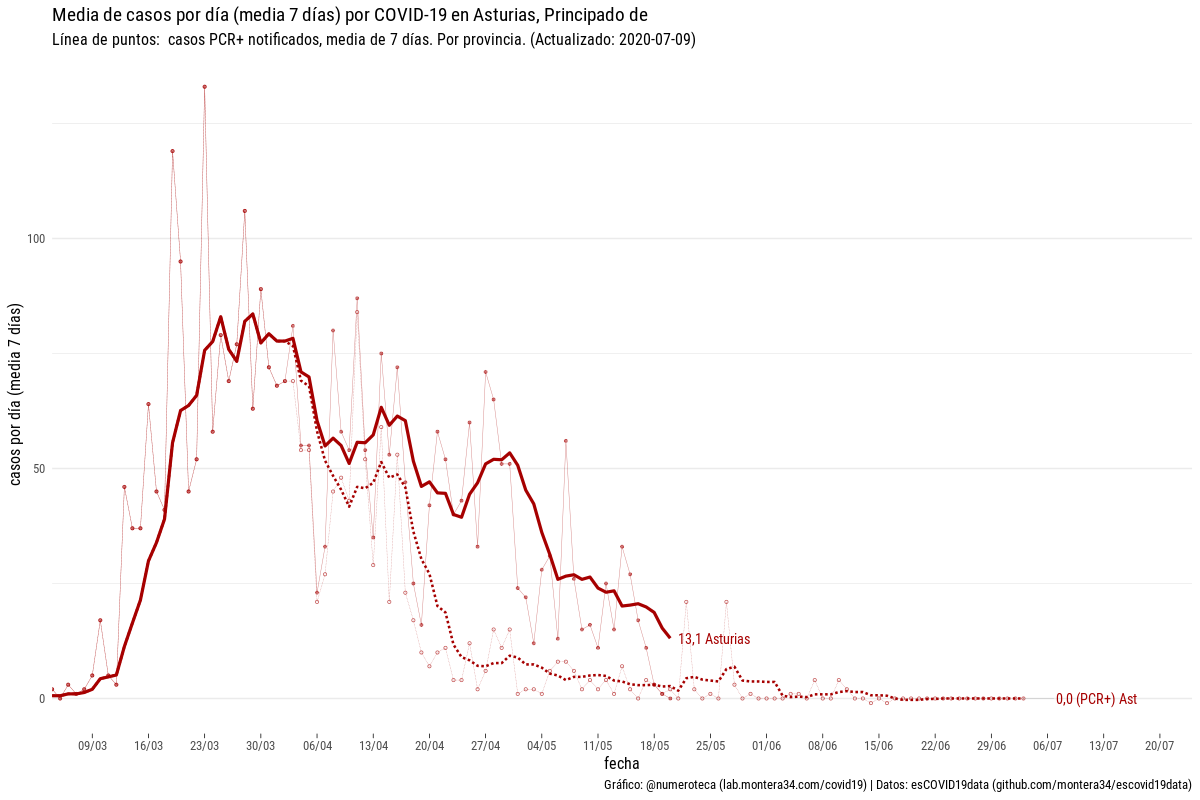 Media de casos por día (media 7 días) por COVID-19 en Asturias, Principado de
Línea de puntos:  casos PCR+ notificados, media de 7 días. Por provincia. (Actualizado: 2020-07-09)
casos por día (media 7 días)
100
50
0
13,1 Asturias
0,0 (PCR+) Ast
09/03 16/03 23/03 30/03 06/04 13/04 20/04 27/04 04/05 11/05 18/05 25/05 01/06 08/06 15/06 22/06 29/06 06/07 13/07 20/07
fecha
Gráfico: @numeroteca (lab.montera34.com/covid19) | Datos: esCOVID19data (github.com/montera34/escovid19data)